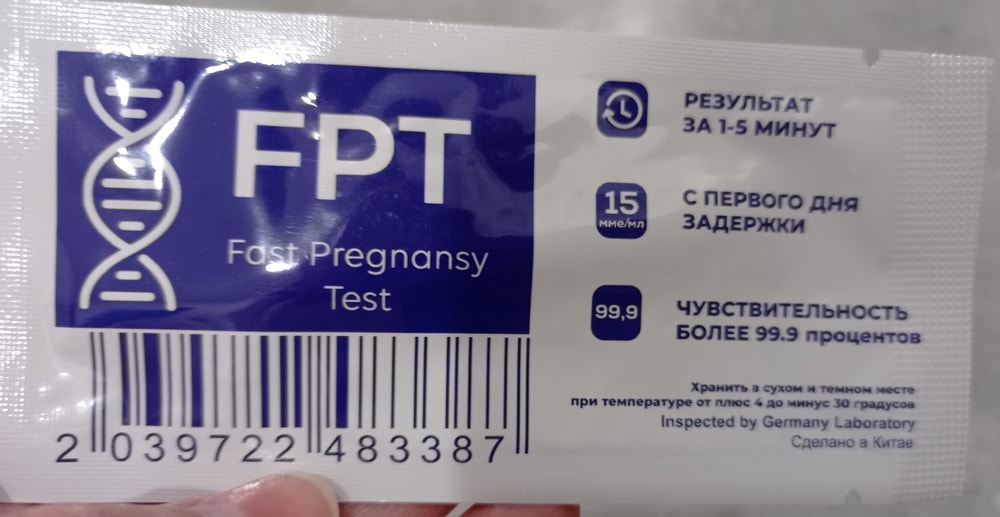 FPT
Fast Pregnansy
Test
2 039722 483387
РЕЗУЛЬТАТ
ЗА 1-5 МИНУТ
15
мме/мл
С ПЕРВОГО ДНЯ
ЗАДЕРЖКИ
99,9
ЧУВСТВИТЕЛЬНОСТЬ
БОЛЕЕ 99.9 процентов
Хранить в сухом и темном месте
при температуре от плюс 4 до минус 30 градусов
Inspected by Germany Laboratory
Сделано в Китае